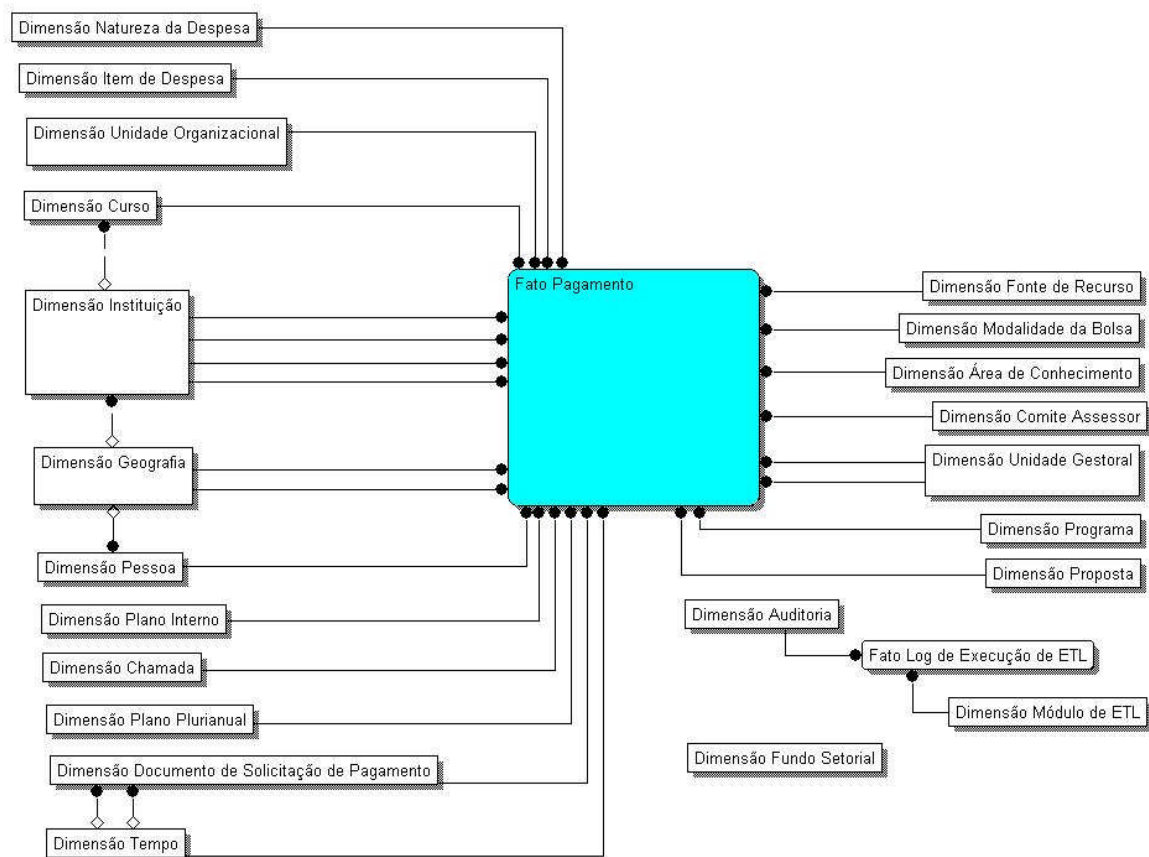 Dimensão Natureza da Despesa
Dimensão Item de Despesa
Dimensão Unidade Organizacional
Dimensão Curso
Dimensão Instituição
Dimensão Geografia
Dimensão Pessoa
Dimensão Plano Interno
Dimensão Chamada
Dimensão Plano Plurianual
Dimensão Documento de Solicitação de Pagamento
Dimensão Tempo
Fato Pagamento
Dimensão Fonte de Recurso
Dimensão Modalidade da Bolsa
Dimensão Área de Conhecimento
Dimensão Comite Assessor
Dimensão Unidade Gestoral
Dimensão Programa
Dimensão Proposta
Dimensão Auditoria
Fato Log de Execução de ETL
Dimensão Módulo de ETL
Dimensão Fundo Setorial